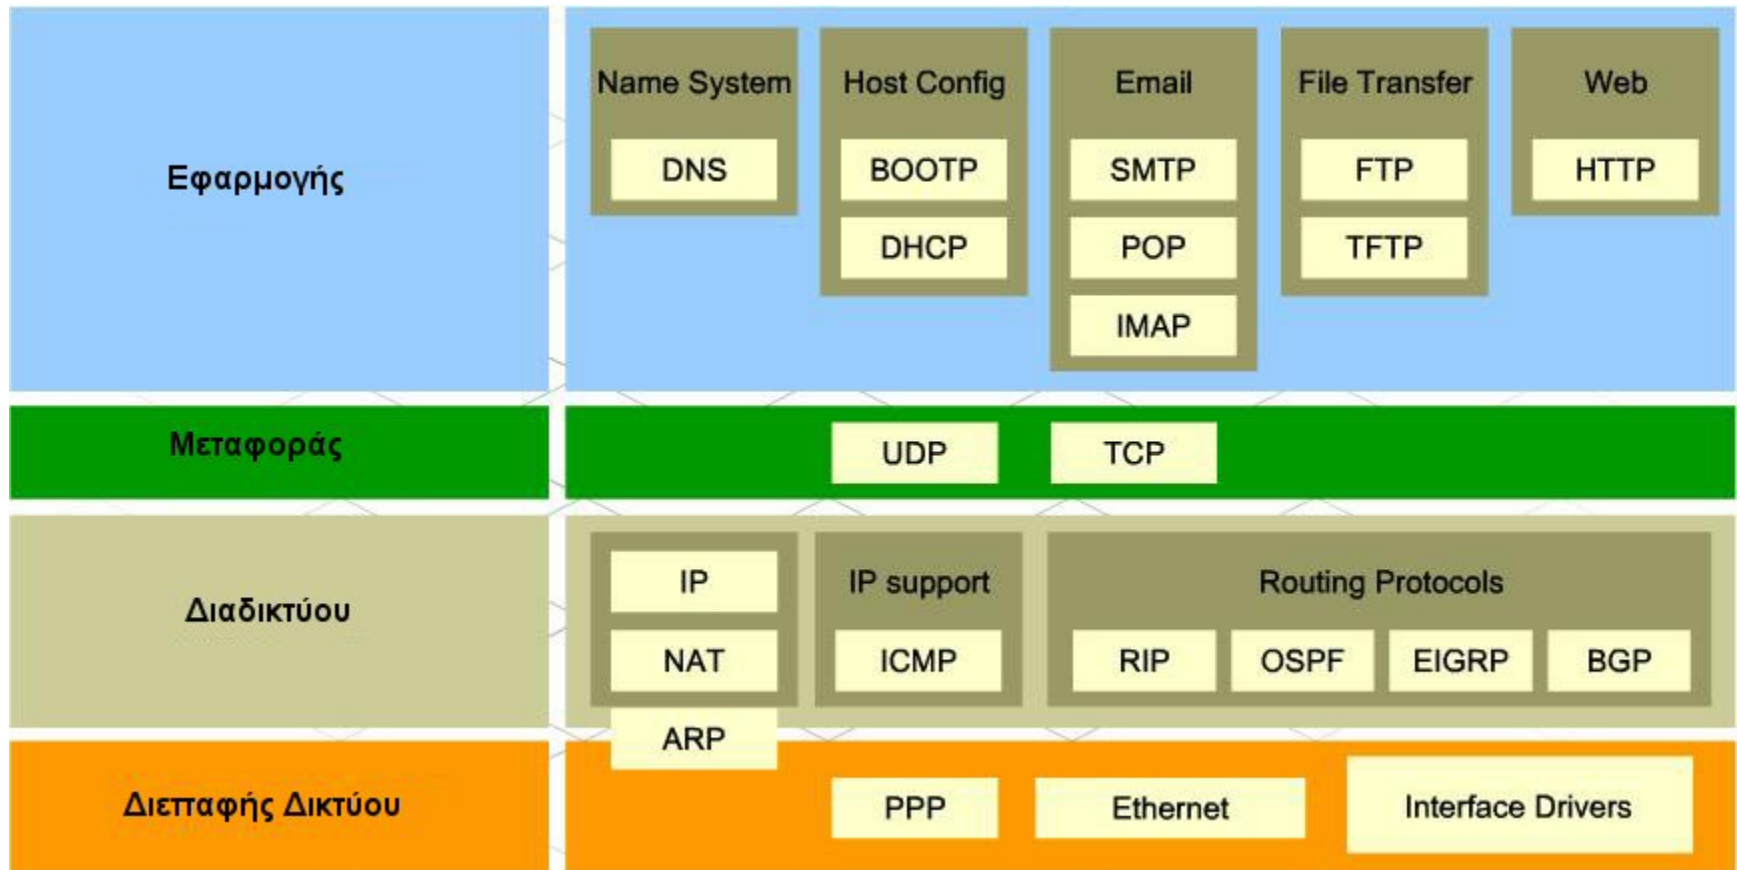 Εφαρμογής
Name System
DNS
Host Config
BOOTP
DHCP
Email
SMTP
POP
IMAP
File Transfer
FTP
TFTP
Web
HTTP
Μεταφοράς
UDP
TCP
Διαδικτύου
IP
NAT
ARP
IP support
ICMP
Routing Protocols
RIP
OSPF
EIGRP
BGP
Διεπαφής Δικτύου
PPP
Ethernet
Interface Drivers